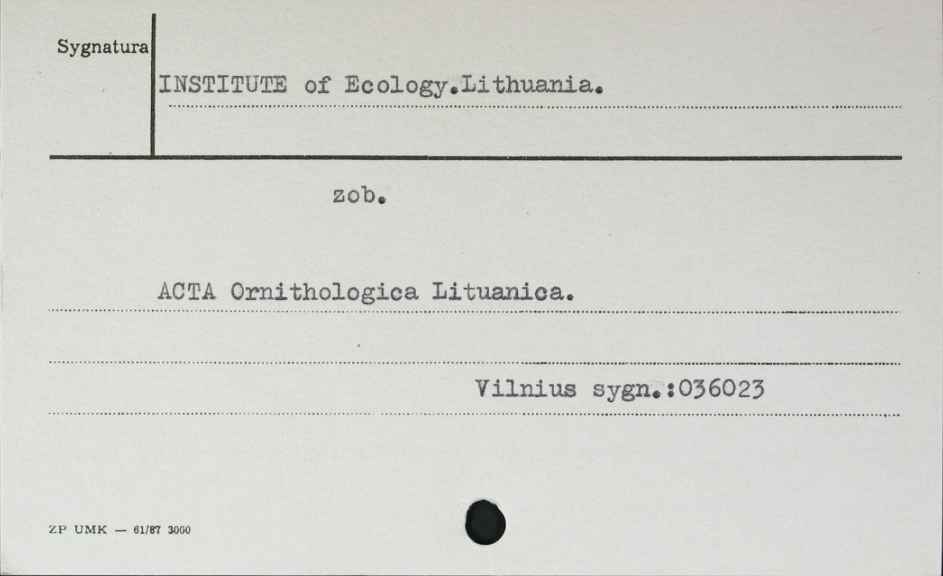 Sygnatura
INSTITUTE of Ecology.Lithuania.
zob.
ACTA Ornithologica Lituanica.
Vilnius sygn.:036023
ZP UMK — 61/87 3000